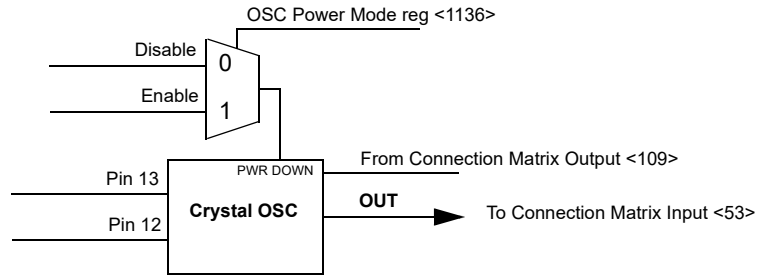 OSC Power Mode reg <1136>
Disable
0
Enable
1
PWR DOWN
From Connection Matrix Output <109>
Pin 13
Crystal OSC
OUT
To Connection Matrix Input <53>
Pin 12